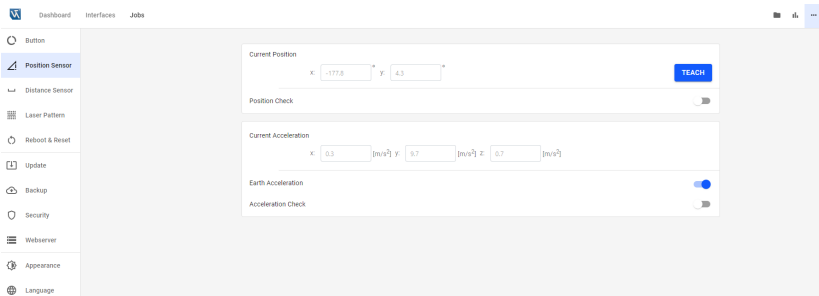 Dashboard Interfaces Jobs
Button
Position Sensor
Distance Sensor
Laser Pattern
Reboot & Reset
Update
Backup
Security
Webserver
Appearance
Language
Current Position
x: -177.8 ° y: 4.3 °
TEACH
Position Check
Current Acceleration
x: 0.3 [m/s²] y: 9.7 [m/s²] z: 0.7 [m/s²]
Earth Acceleration
Acceleration Check